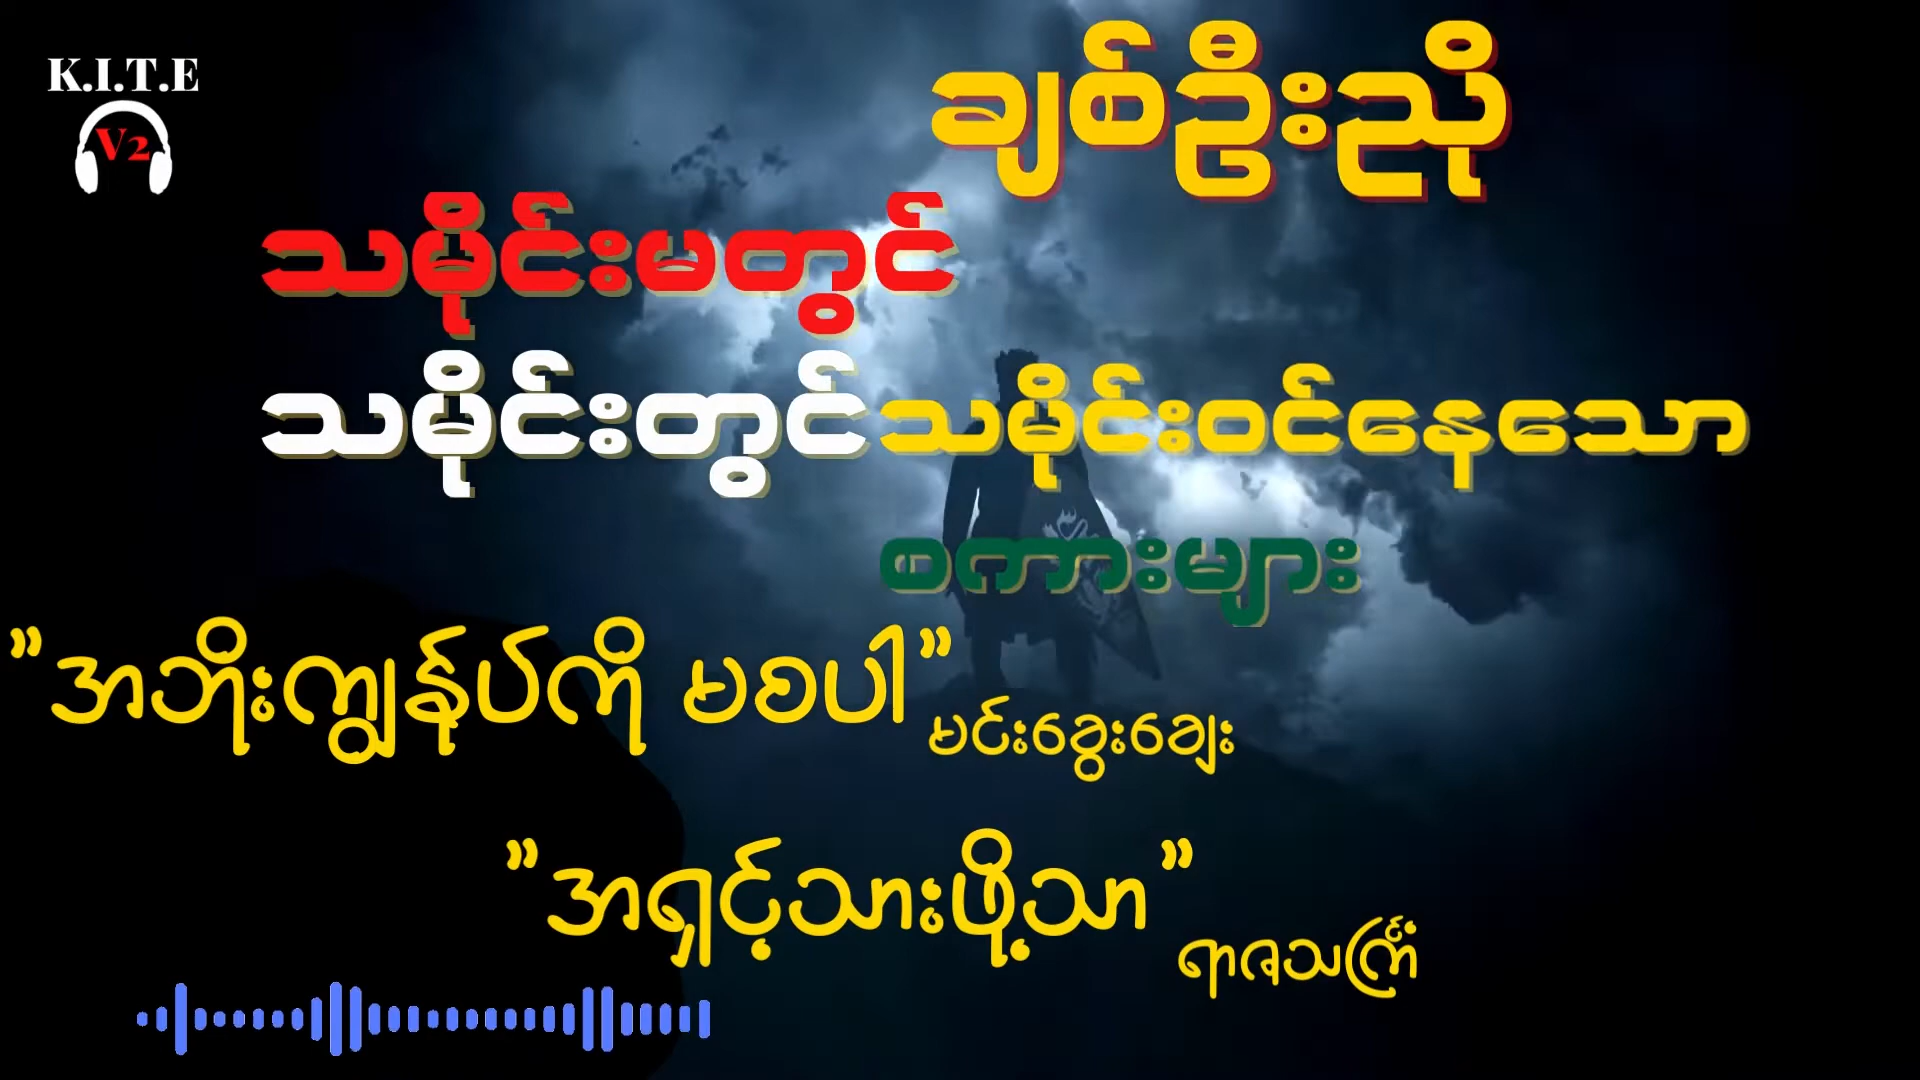 K.I.T.E
V2
ချစ်ဦးညို
သမိုင်းမတွင်
သမိုင်းတွင်သမိုင်းဝင်နေသော
စကားများ
"အဘိုးကျွန်ုပ်ကို မစပါ"
မင်းခွေးချေး
"အရှင့်သားဖို့သာ"
ရာဇသင်္ကြံ